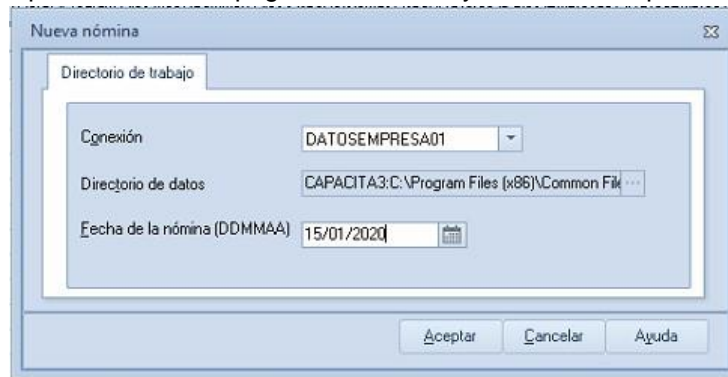 Nueva nómina
Directorio de trabajo
Conexión DATOSEMPRESA01
Directorio de datos CAPACITA3:C:\Program Files (x86)\Common File ...
Fecha de la nómina (DDMMAA) 15/01/2020
Aceptar Cancelar Ayuda